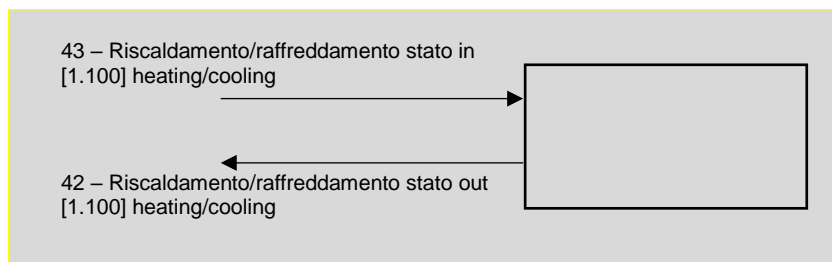 43 – Riscaldamento/raffreddamento stato in
[1.100] heating/cooling
42 – Riscaldamento/raffreddamento stato out
[1.100] heating/cooling